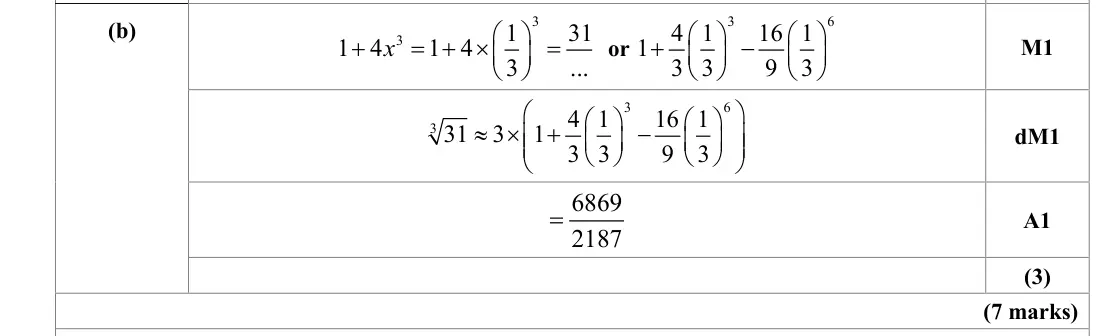 (b)
1+4x³ = 1+4×(1/3)³ = 31/... or 1+4/3(1/3)³ − 16/9(1/3)⁶
M1
∛31 ≈ 3×(1+4/3(1/3)³ − 16/9(1/3)⁶)
dM1
= 6869/2187
A1
(3)
(7 marks)